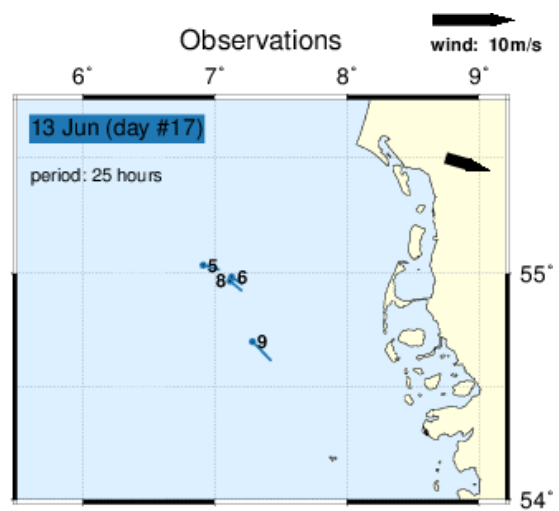 Observations
wind: 10m/s
6° 7° 8° 9°
13 Jun (day #17)
period: 25 hours
5
8 6
55°
9
54°